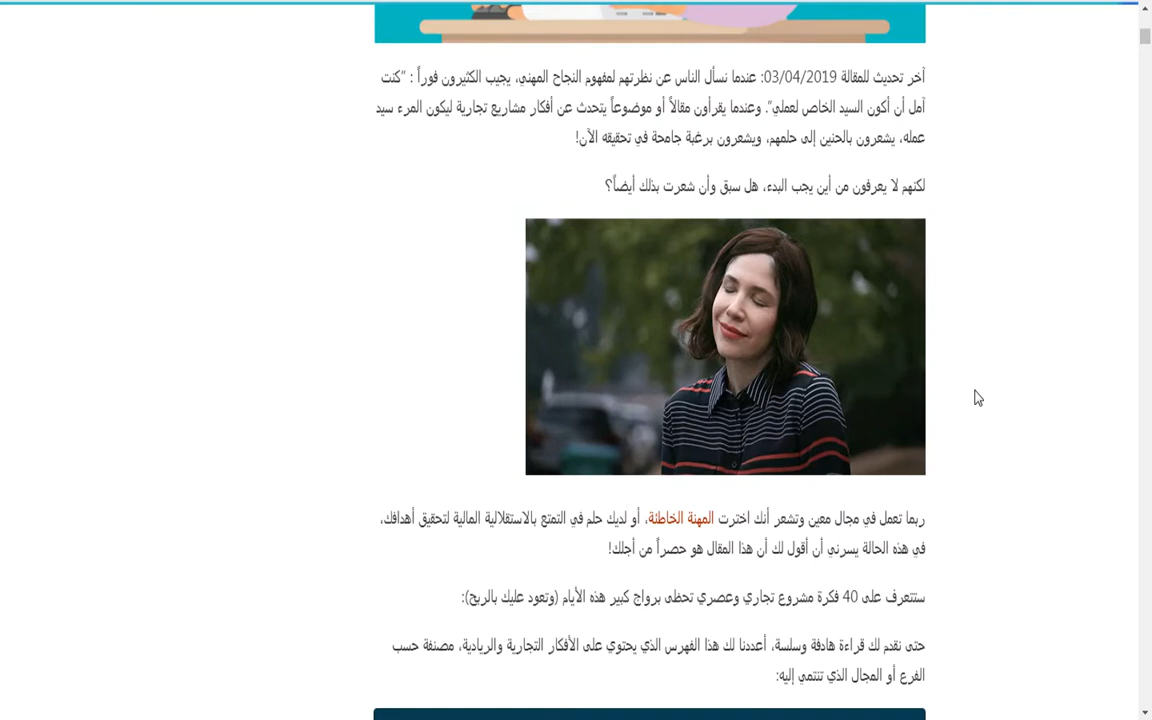 آخر تحديث للمقالة 03/04/2019: عندما نسأل الناس عن نظرتهم لمفهوم النجاح المهني، يجيب الكثيرون فوراً : "كنت
آمل أن أكون السيد الخاص لعملي". وعندما يقرأون مقالاً أو موضوعاً يتحدث عن أفكار مشاريع تجارية ليكون المرء سيد
عمله، يشعرون بالحنين إلى حلمهم، ويشعرون برغبة جامحة في تحقيقه الآن!
لكنهم لا يعرفون من أين يجب البدء، هل سبق وأن شعرت بذلك أيضاً؟
ربما تعمل في مجال معين وتشعر أنك اخترت المهنة الخاطئة، أو لديك حلم في التمتع بالاستقلالية المالية لتحقيق أهدافك،
في هذه الحالة يسرني أن أقول لك أن هذا المقال هو حصراً من أجلك!
ستتعرف على 40 فكرة مشروع تجاري وعصري تحظى برواج كبير هذه الأيام (وتعود عليك بالربح):
حتى نقدم لك قراءة هادفة وسلسة، أعددنا لك هذا الفهرس الذي يحتوي على الأفكار التجارية والريادية، مصنفة حسب
الفرع أو المجال الذي تنتمي إليه: